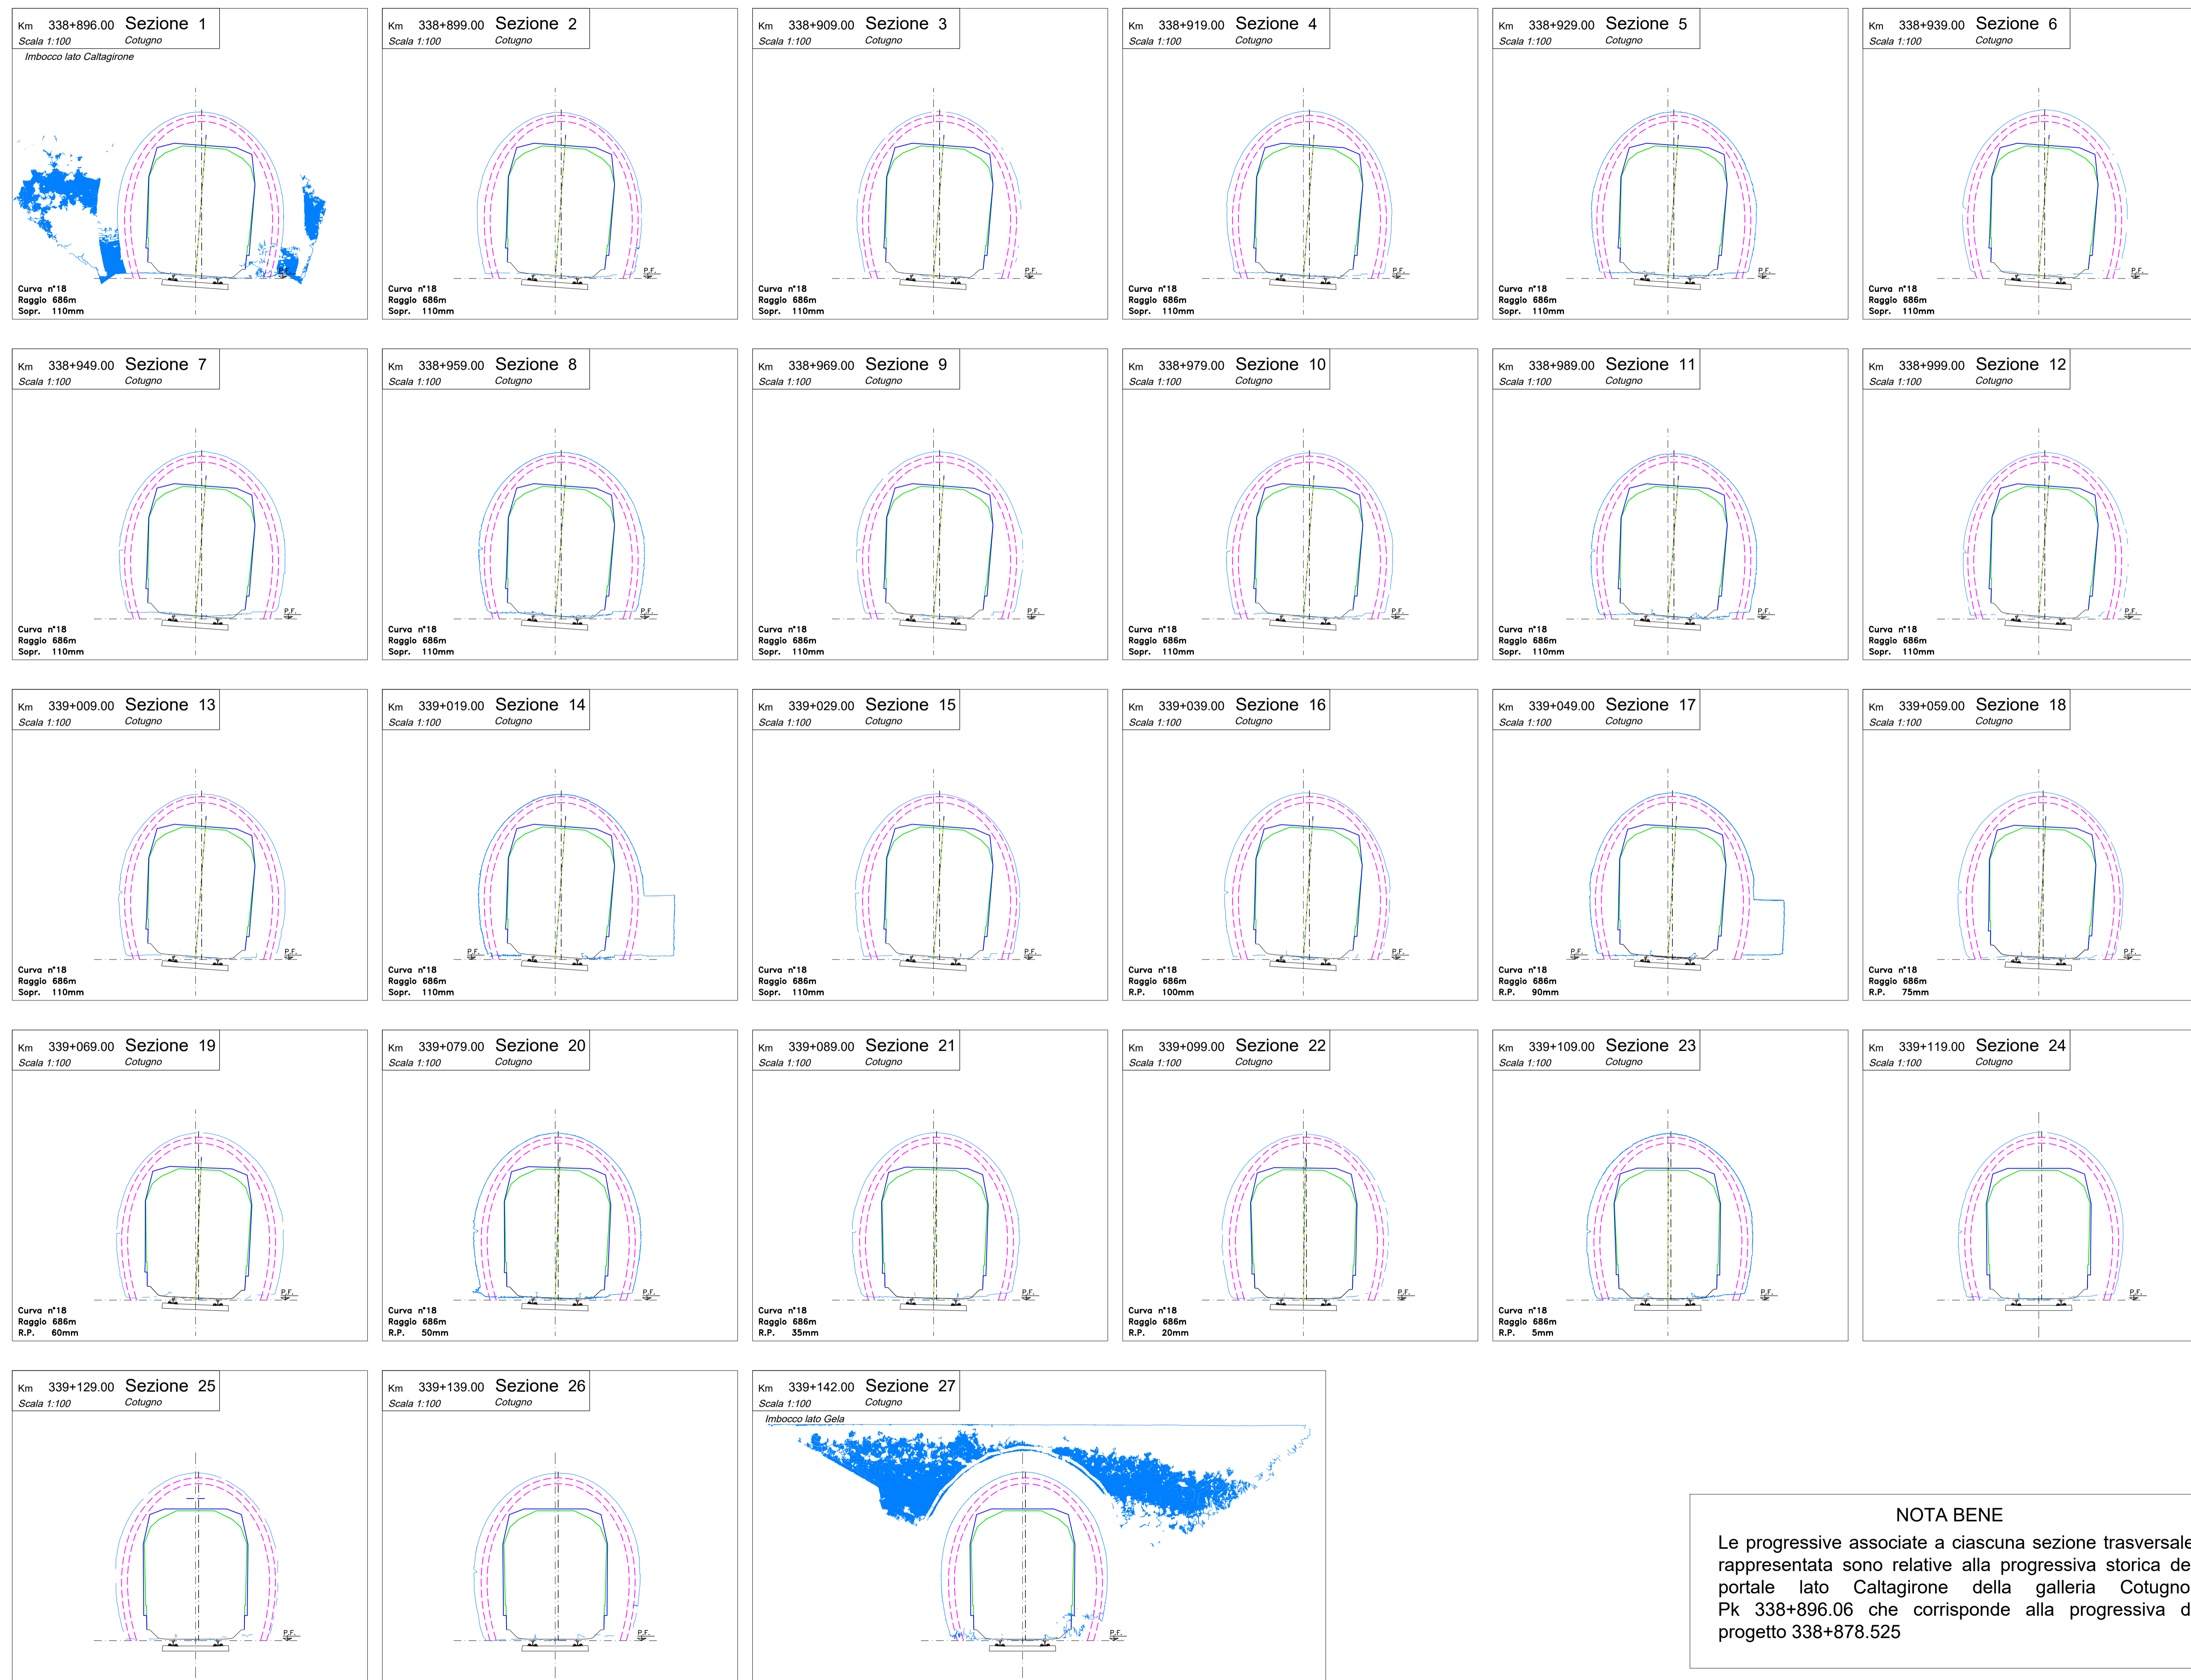 Km 338+896.00 Sezione 1
Scala 1:100 Cotugno
Imbocco lato Caltagirone
P.F.
Curva n°18
Raggio 686m
Sopr. 110mm
Km 338+899.00 Sezione 2
Scala 1:100 Cotugno
P.F.
Curva n°18
Raggio 686m
Sopr. 110mm
Km 338+909.00 Sezione 3
Scala 1:100 Cotugno
P.F.
Curva n°18
Raggio 686m
Sopr. 110mm
Km 338+919.00 Sezione 4
Scala 1:100 Cotugno
P.F.
Curva n°18
Raggio 686m
Sopr. 110mm
Km 338+929.00 Sezione 5
Scala 1:100 Cotugno
P.F.
Curva n°18
Raggio 686m
Sopr. 110mm
Km 338+939.00 Sezione 6
Scala 1:100 Cotugno
P.F.
Curva n°18
Raggio 686m
Sopr. 110mm
Km 338+949.00 Sezione 7
Scala 1:100 Cotugno
P.F.
Curva n°18
Raggio 686m
Sopr. 110mm
Km 338+959.00 Sezione 8
Scala 1:100 Cotugno
P.F.
Curva n°18
Raggio 686m
Sopr. 110mm
Km 338+969.00 Sezione 9
Scala 1:100 Cotugno
P.F.
Curva n°18
Raggio 686m
Sopr. 110mm
Km 338+979.00 Sezione 10
Scala 1:100 Cotugno
P.F.
Curva n°18
Raggio 686m
Sopr. 110mm
Km 338+989.00 Sezione 11
Scala 1:100 Cotugno
P.F.
Curva n°18
Raggio 686m
Sopr. 110mm
Km 338+999.00 Sezione 12
Scala 1:100 Cotugno
P.F.
Curva n°18
Raggio 686m
Sopr. 110mm
Km 339+009.00 Sezione 13
Scala 1:100 Cotugno
P.F.
Curva n°18
Raggio 686m
Sopr. 110mm
Km 339+019.00 Sezione 14
Scala 1:100 Cotugno
P.F.
Curva n°18
Raggio 686m
Sopr. 110mm
Km 339+029.00 Sezione 15
Scala 1:100 Cotugno
P.F.
Curva n°18
Raggio 686m
Sopr. 110mm
Km 339+039.00 Sezione 16
Scala 1:100 Cotugno
P.F.
Curva n°18
Raggio 686m
R.P. 100mm
Km 339+049.00 Sezione 17
Scala 1:100 Cotugno
P.F.
Curva n°18
Raggio 686m
R.P. 90mm
Km 339+059.00 Sezione 18
Scala 1:100 Cotugno
P.F.
Curva n°18
Raggio 686m
R.P. 75mm
Km 339+069.00 Sezione 19
Scala 1:100 Cotugno
P.F.
Curva n°18
Raggio 686m
R.P. 60mm
Km 339+079.00 Sezione 20
Scala 1:100 Cotugno
P.F.
Curva n°18
Raggio 686m
R.P. 50mm
Km 339+089.00 Sezione 21
Scala 1:100 Cotugno
P.F.
Curva n°18
Raggio 686m
R.P. 35mm
Km 339+099.00 Sezione 22
Scala 1:100 Cotugno
P.F.
Curva n°18
Raggio 686m
R.P. 20mm
Km 339+109.00 Sezione 23
Scala 1:100 Cotugno
P.F.
Curva n°18
Raggio 686m
R.P. 5mm
Km 339+119.00 Sezione 24
Scala 1:100 Cotugno
P.F.
Km 339+129.00 Sezione 25
Scala 1:100 Cotugno
P.F.
Km 339+139.00 Sezione 26
Scala 1:100 Cotugno
P.F.
Km 339+142.00 Sezione 27
Scala 1:100 Cotugno
Imbocco lato Gela
P.F.
NOTA BENE
Le progressive associate a ciascuna sezione trasversale
rappresentata sono relative alla progressiva storica de
portale lato Caltagirone della galleria Cotugno
Pk 338+896.06 che corrisponde alla progressiva d
progetto 338+878.525